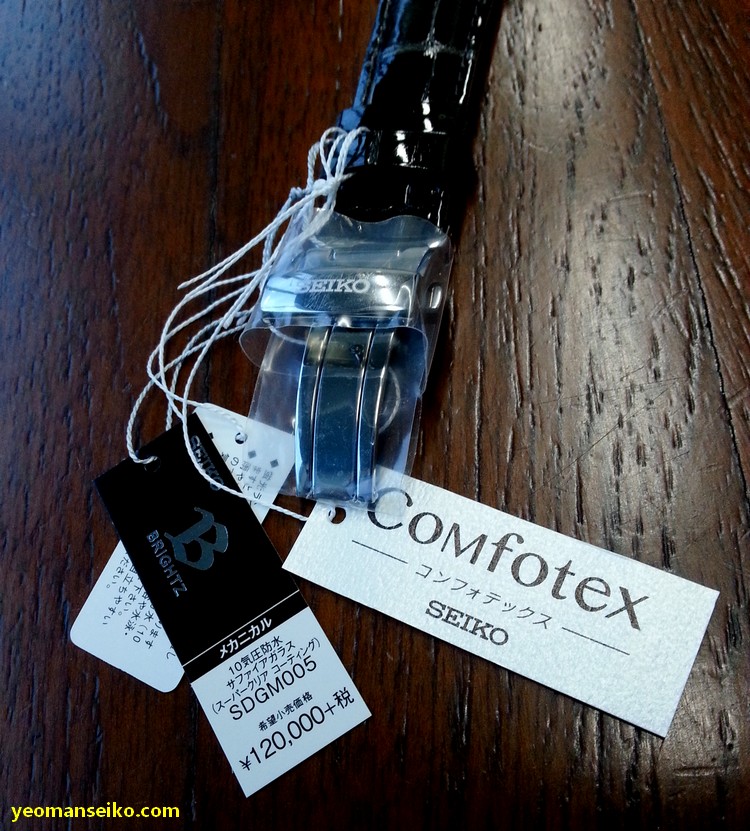 SEIKO
SEIKO
B
BRIGHTZ
メカニカル
10気圧防水
サファイアガラス
(スーパークリア コーティング)
SDGM005
希望小売価格
¥120,000+税
Comfotex
コンフォテックス
SEIKO
yeomanseiko.com